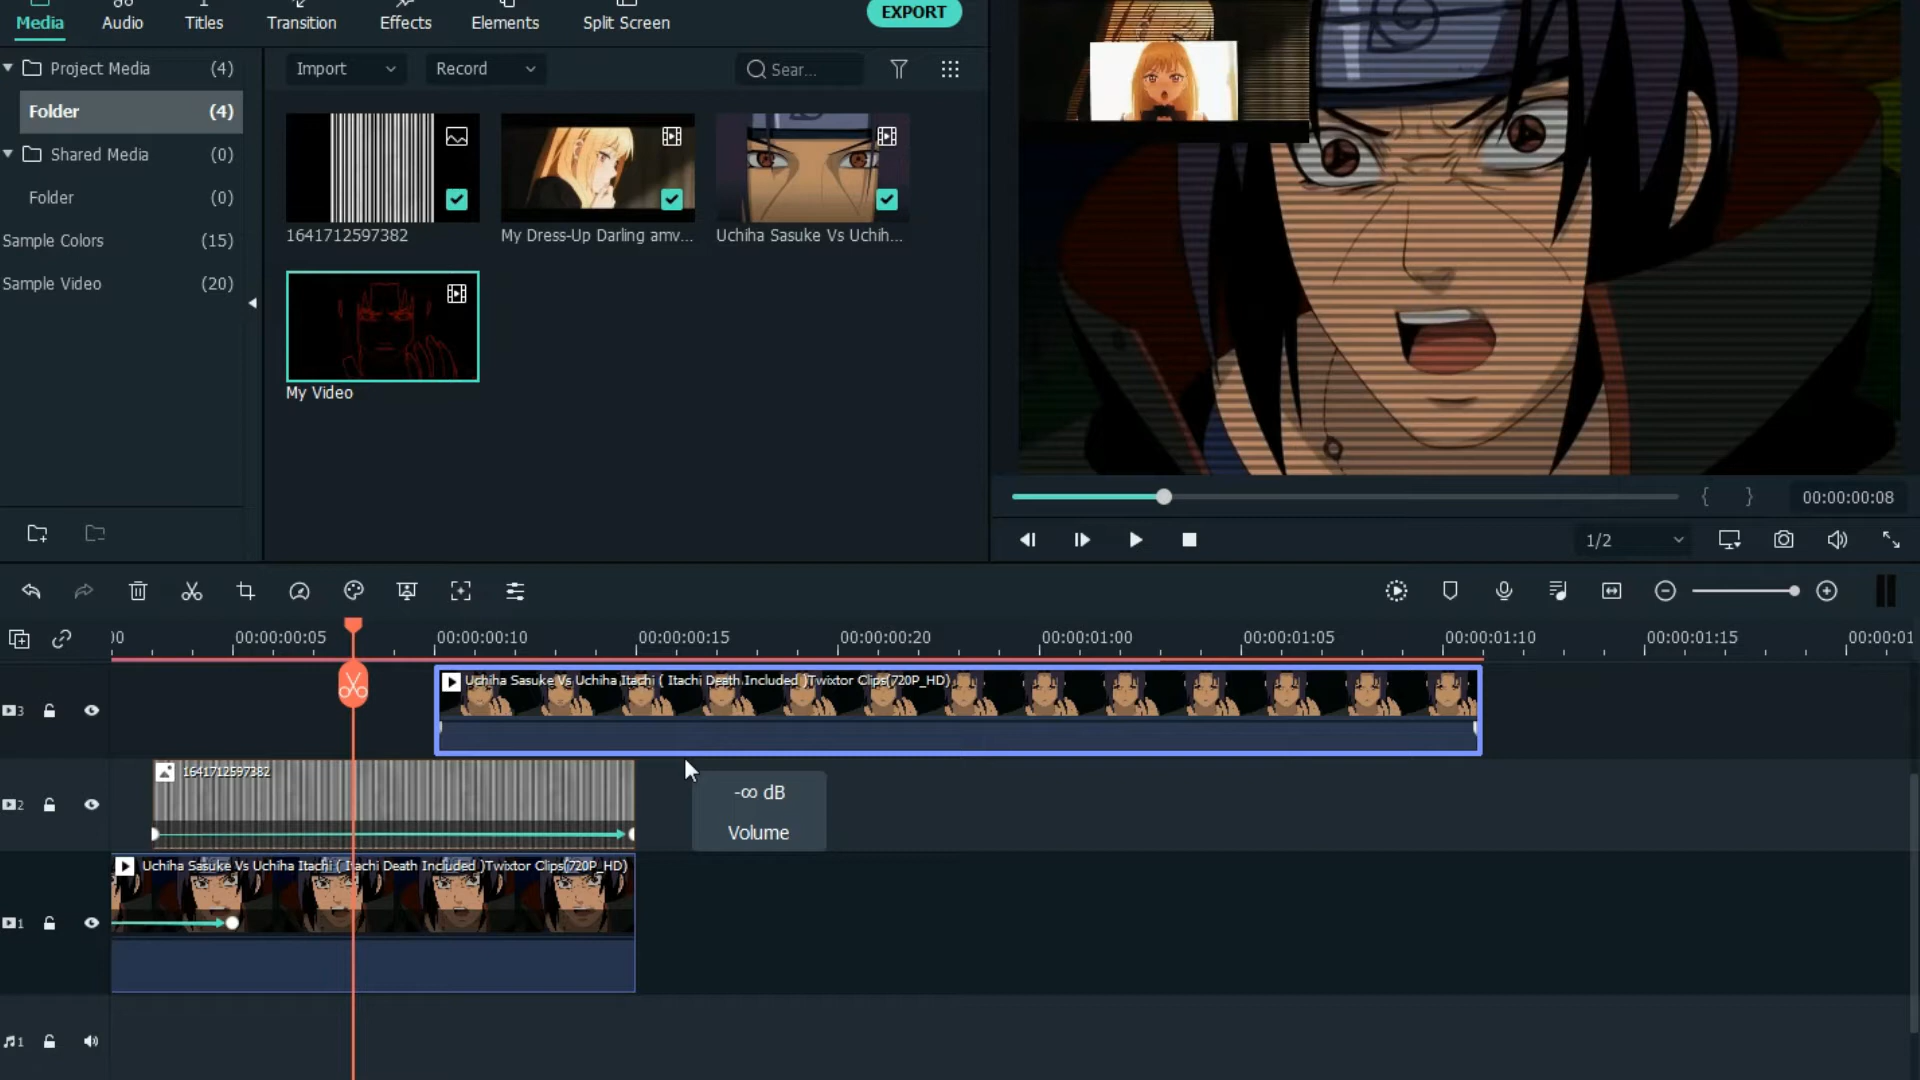 Media
Audio
Titles
Transition
Effects
Elements
Split Screen
EXPORT
Project Media (4)
Folder (4)
Shared Media (0)
Folder (0)
Sample Colors (15)
Sample Video (20)
Import
Record
Sear...
1641712597382
My Dress-Up Darling amv...
Uchiha Sasuke Vs Uchih...
My Video
{ }
00:00:00:08
1/2
00
00:00:00:05
00:00:00:10
00:00:00:15
00:00:00:20
00:00:01:00
00:00:01:05
00:00:01:10
00:00:01:15
00:00:01
3
Uchiha Sasuke Vs Uchiha Itachi ( Itachi Death Included )Twixtor Clips(720P_HD)
2
1641712597382
-∞ dB
Volume
1
Uchiha Sasuke Vs Uchiha Itachi ( Itachi Death Included )Twixtor Clips(720P_HD)
1